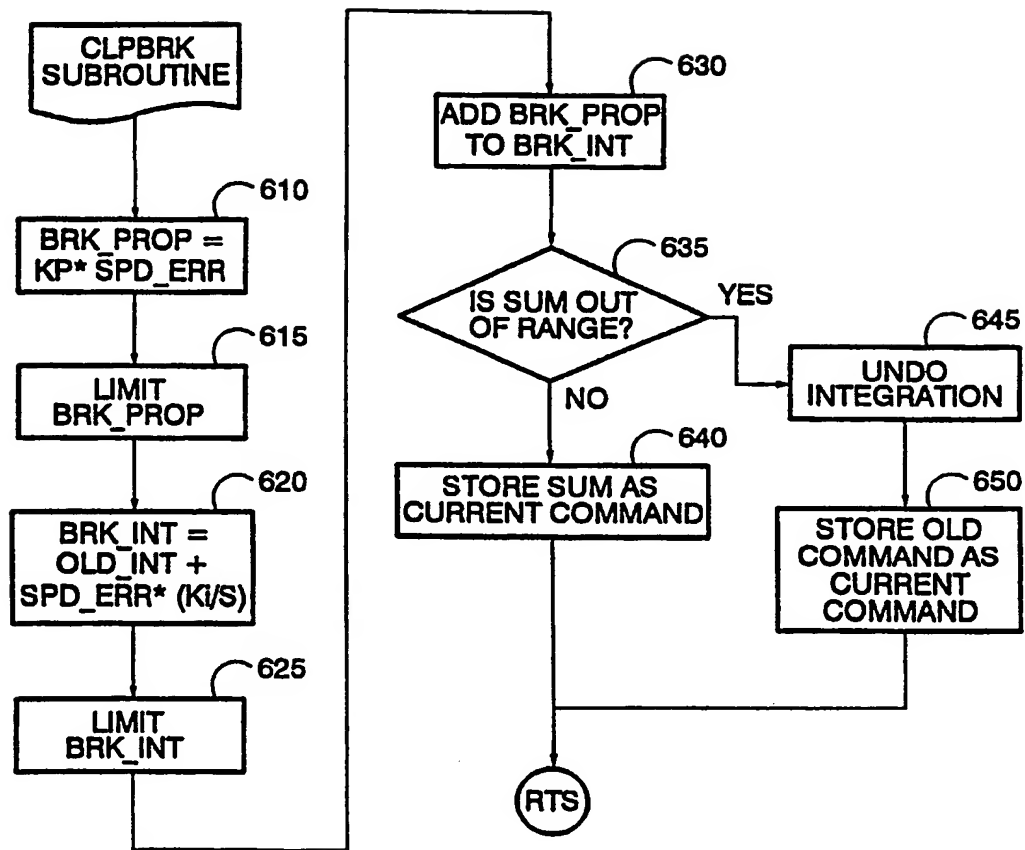 CLPBRK
SUBROUTINE
610
BRK_PROP =
KP* SPD_ERR
615
LIMIT
BRK_PROP
620
BRK_INT =
OLD_INT +
SPD_ERR* (Ki/S)
625
LIMIT
BRK_INT
630
ADD BRK_PROP
TO BRK_INT
635
IS SUM OUT
OF RANGE?
YES
NO
640
STORE SUM AS
CURRENT COMMAND
645
UNDO
INTEGRATION
650
STORE OLD
COMMAND AS
CURRENT
COMMAND
RTS